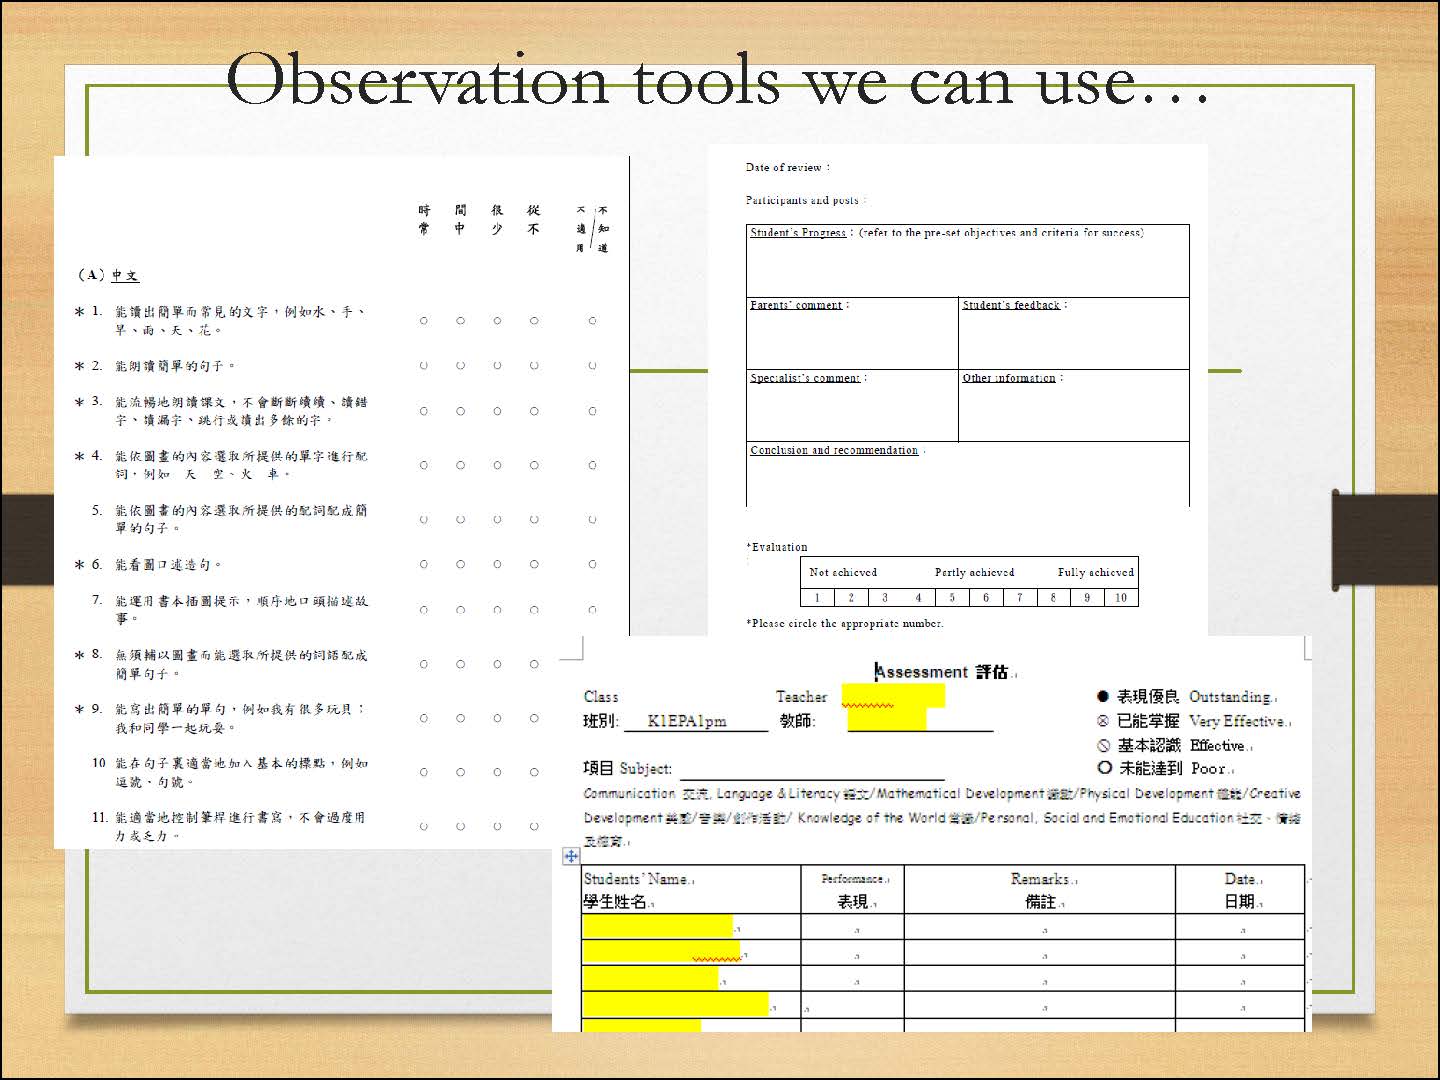 Observation tools we can use…
時常 間中 很少 從不 不適用/不知道
(A) 中文
* 1. 能讀出簡單而常見的文字，例如水、手、
早、雨、天、花。
* 2. 能朗讀簡單的句子。
* 3. 能流暢地朗讀課文，不會斷斷續續、讀錯
字、讀漏字、跳行或讀出多餘的字。
* 4. 能依圖畫的內容選取所提供的單字進行配
詞，例如 天 空、火 車。
5. 能依圖畫的內容選取所提供的配詞配成簡
單的句子。
* 6. 能看圖口述造句。
7. 能運用書本插圖提示，順序地口頭描述故
事。
* 8. 無須輔以圖畫而能選取所提供的詞語配成
簡單句子。
* 9. 能寫出簡單的單句，例如我有很多玩具；
我和同學一起玩耍。
10 能在句子裏適當地加入基本的標點，例如
逗號、句號。
11. 能適當地控制筆桿進行書寫，不會過度用
力或乏力。
Date of review：
Participants and posts：
Student's Progress：(refer to the pre-set objectives and criteria for success)
Parents' comment： Student's feedback：
Specialist's comment： Other information：
Conclusion and recommendation：
*Evaluation
:
Not achieved Partly achieved Fully achieved
1 2 3 4 5 6 7 8 9 10
*Please circle the appropriate number.
Assessment 評估
Class Teacher ● 表現優良 Outstanding
班別: K1EPA1pm 教師: ⊗ 已能掌握 Very Effective
⦸ 基本認識 Effective
項目 Subject: ○ 未能達到 Poor
Communication 交流, Language & Literacy 語文/Mathematical Development 數/Physical Development 體能/Creative
Development 美感/音樂/創作活動/ Knowledge of the World 常識/Personal, Social and Emotional Education 社交、情緒
及德育
Students' Name Performance Remarks Date
學生姓名 表現 備註 日期